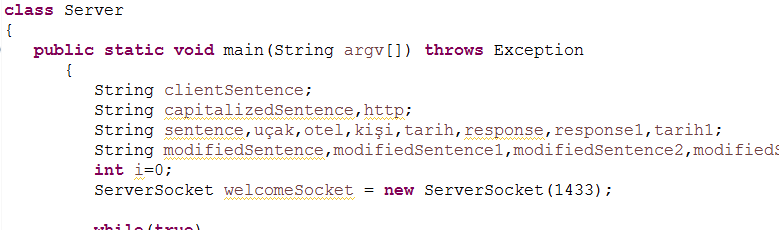 class Server
{
public static void main(String argv[]) throws Exception
{
String clientSentence;
String capitalizedSentence,http;
String sentence,uçak,otel,kişi,tarih,response,response1,tarih1;
String modifiedSentence,modifiedSentence1,modifiedSentence2,modifiedS
int i=0;
ServerSocket welcomeSocket = new ServerSocket(1433);
while(true)